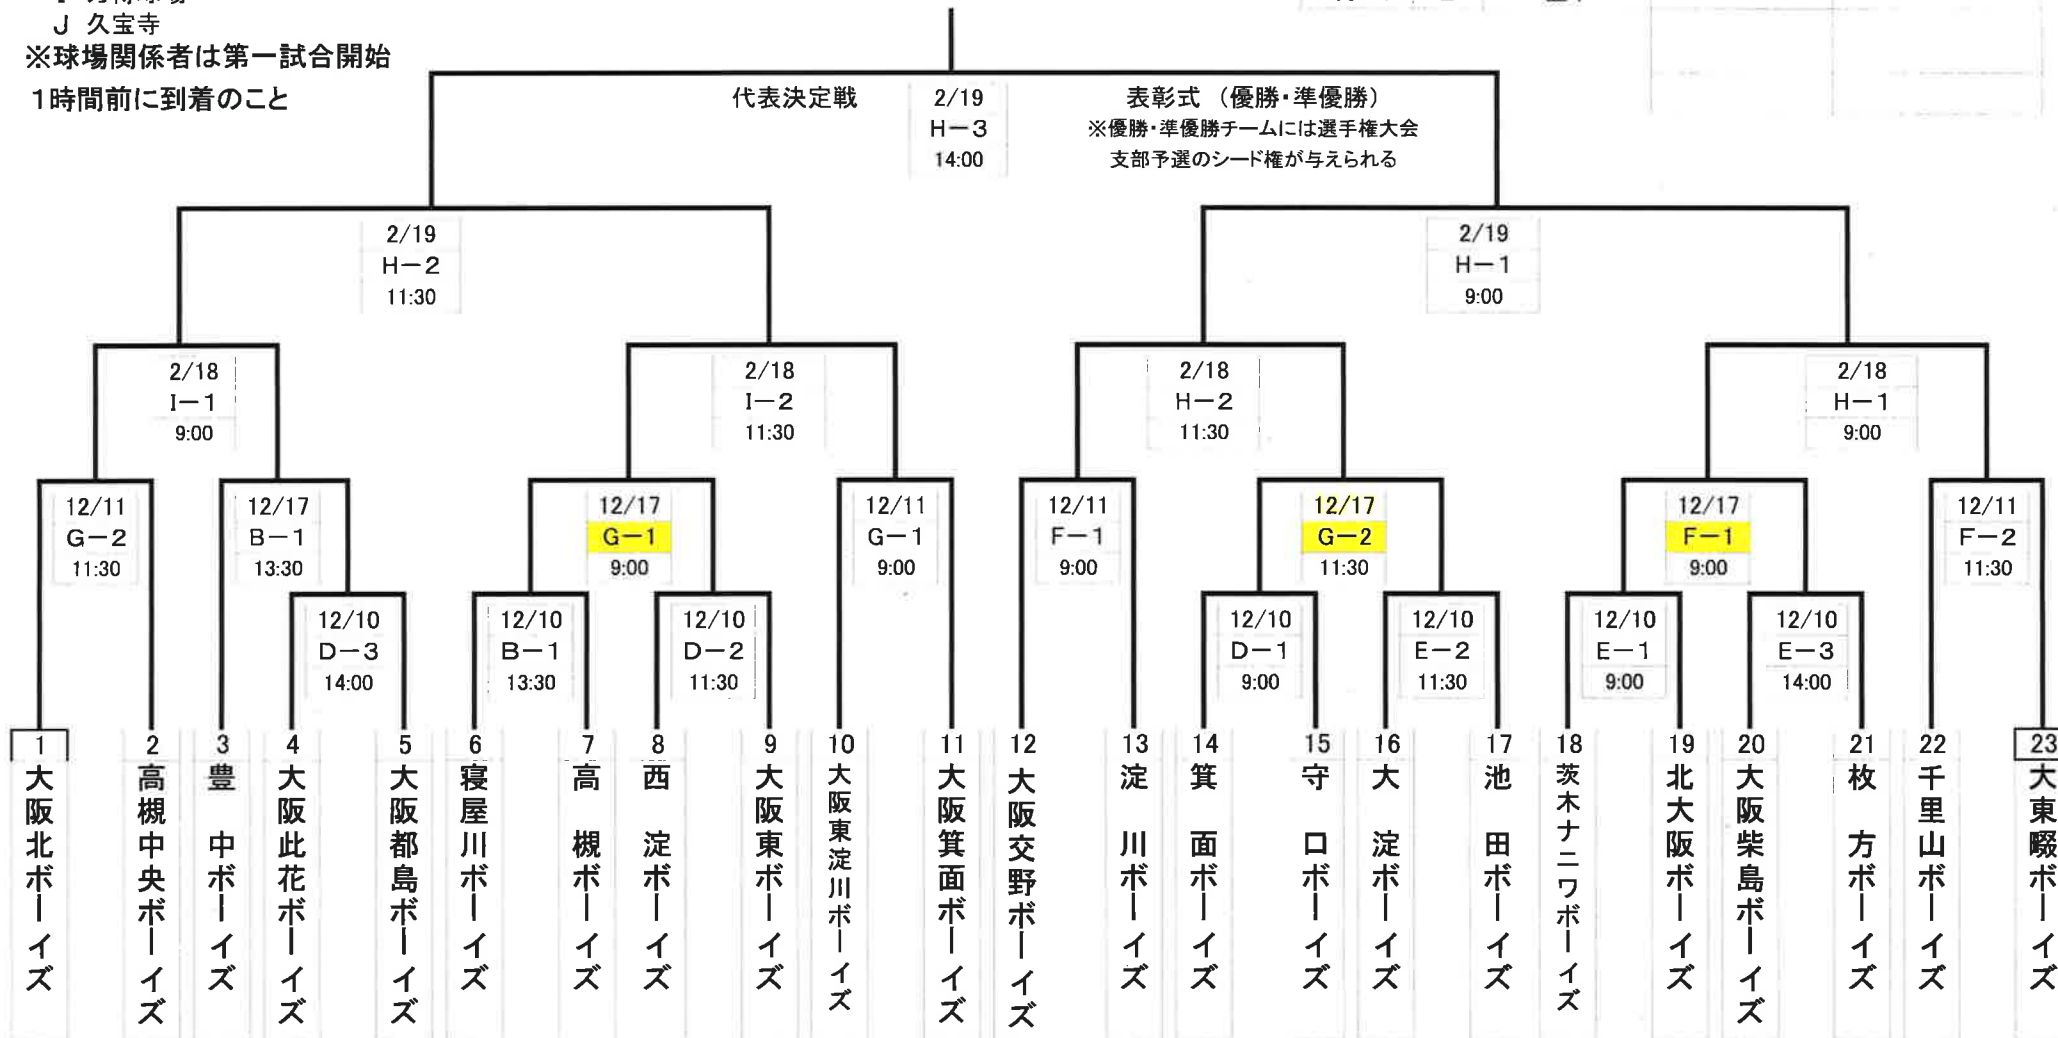 J 久宝寺
※球場関係者は第一試合開始
1時間前に到着のこと
代表決定戦
2/19
H-3
14:00
表彰式（優勝・準優勝）
※優勝・準優勝チームには選手権大会
支部予選のシード権が与えられる
2/19
H-2
11:30
2/19
H-1
9:00
2/18
I-1
9:00
2/18
I-2
11:30
2/18
H-2
11:30
2/18
H-1
9:00
12/11
G-2
11:30
12/17
B-1
13:30
12/17
G-1
9:00
12/11
G-1
9:00
12/11
F-1
9:00
12/17
G-2
11:30
12/17
F-1
9:00
12/11
F-2
11:30
12/10
D-3
14:00
12/10
B-1
13:30
12/10
D-2
11:30
12/10
D-1
9:00
12/10
E-2
11:30
12/10
E-1
9:00
12/10
E-3
14:00
1
大阪北ボーイズ
2
高槻中央ボーイズ
3
豊 中ボーイズ
4
大阪此花ボーイズ
5
大阪都島ボーイズ
6
寝屋川ボーイズ
7
高 槻ボーイズ
8
西 淀ボーイズ
9
大阪東ボーイズ
10
大阪東淀川ボーイズ
11
大阪箕面ボーイズ
12
大阪交野ボーイズ
13
淀 川ボーイズ
14
箕 面ボーイズ
15
守 口ボーイズ
16
大 淀ボーイズ
17
池 田ボーイズ
18
茨木ナニワボーイズ
19
北大阪ボーイズ
20
大阪柴島ボーイズ
21
枚 方ボーイズ
22
千里山ボーイズ
23
大東畷ボーイズ